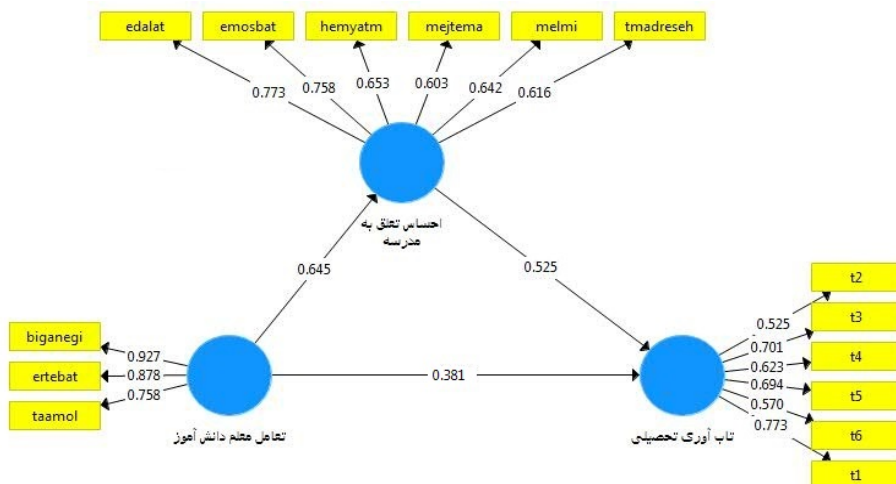 edalat
emosbat
hemyatm
mejtema
melmi
tmadreseh
0.773
0.758
0.653
0.603
0.642
0.616
احساس تعلق به
مدرسه
0.645
0.525
biganegi
ertebat
taamol
0.927
0.878
0.758
تعامل معلم دانش آموز
0.381
تاب آوری تحصیلی
0.525
0.701
0.623
0.694
0.570
0.773
t2
t3
t4
t5
t6
t1